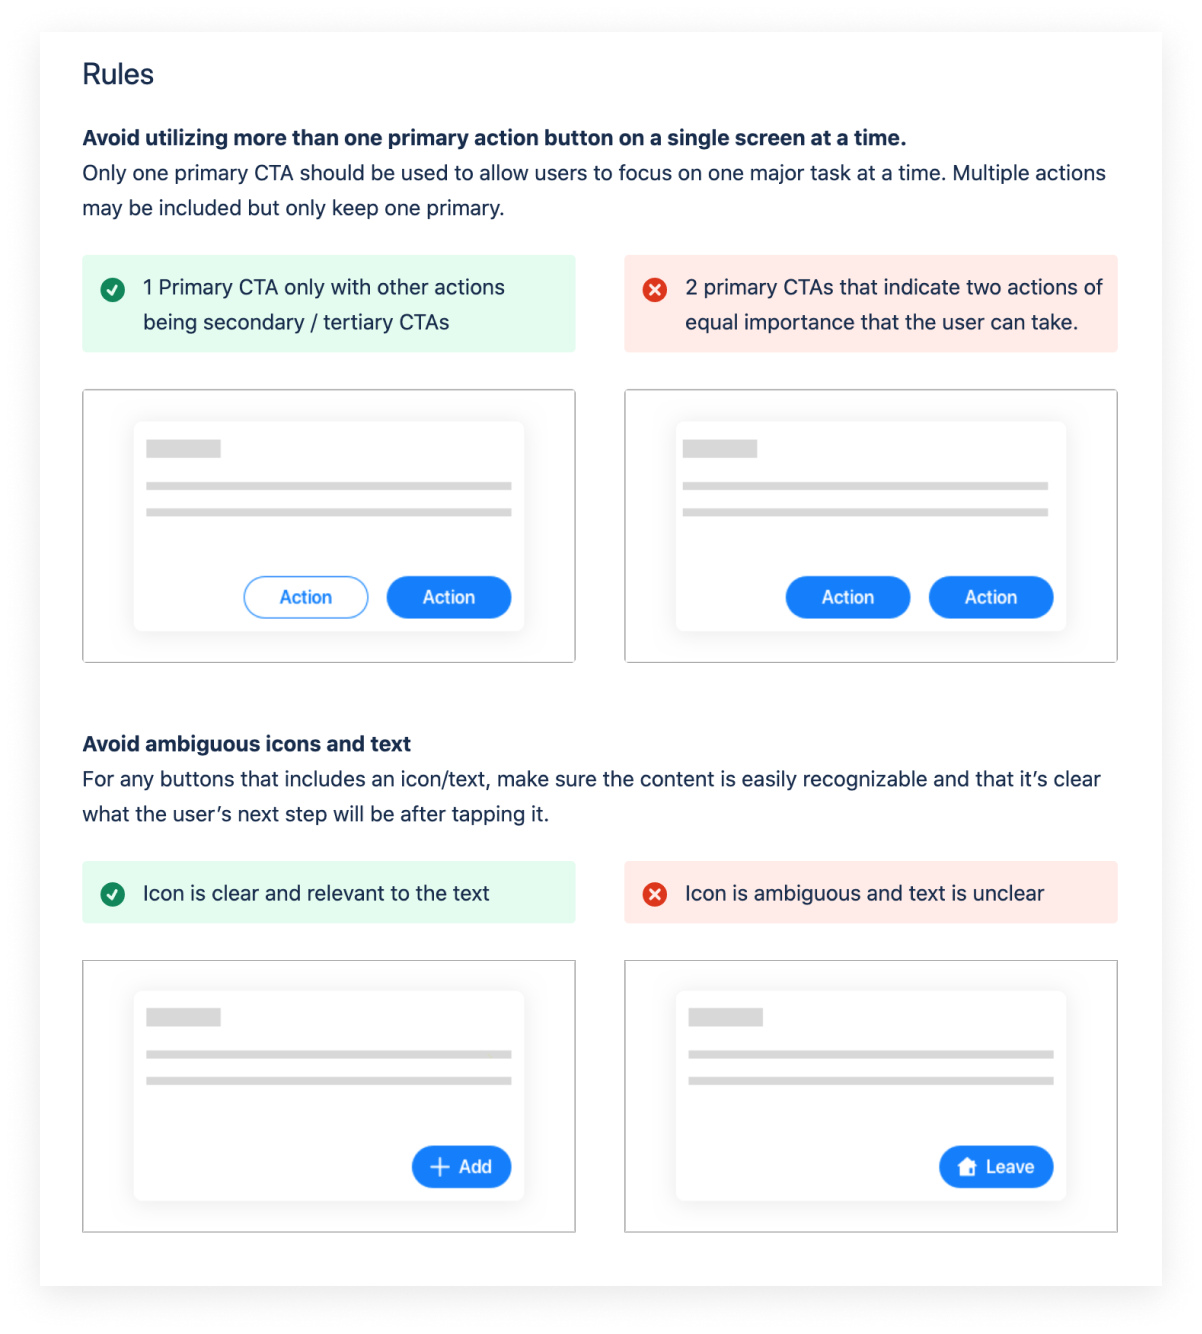 Rules
Avoid utilizing more than one primary action button on a single screen at a time.
Only one primary CTA should be used to allow users to focus on one major task at a time. Multiple actions
may be included but only keep one primary.
1 Primary CTA only with other actions
being secondary / tertiary CTAs
2 primary CTAs that indicate two actions of
equal importance that the user can take.
Action
Action
Action
Action
Avoid ambiguous icons and text
For any buttons that includes an icon/text, make sure the content is easily recognizable and that it’s clear
what the user’s next step will be after tapping it.
Icon is clear and relevant to the text
Icon is ambiguous and text is unclear
Add
Leave